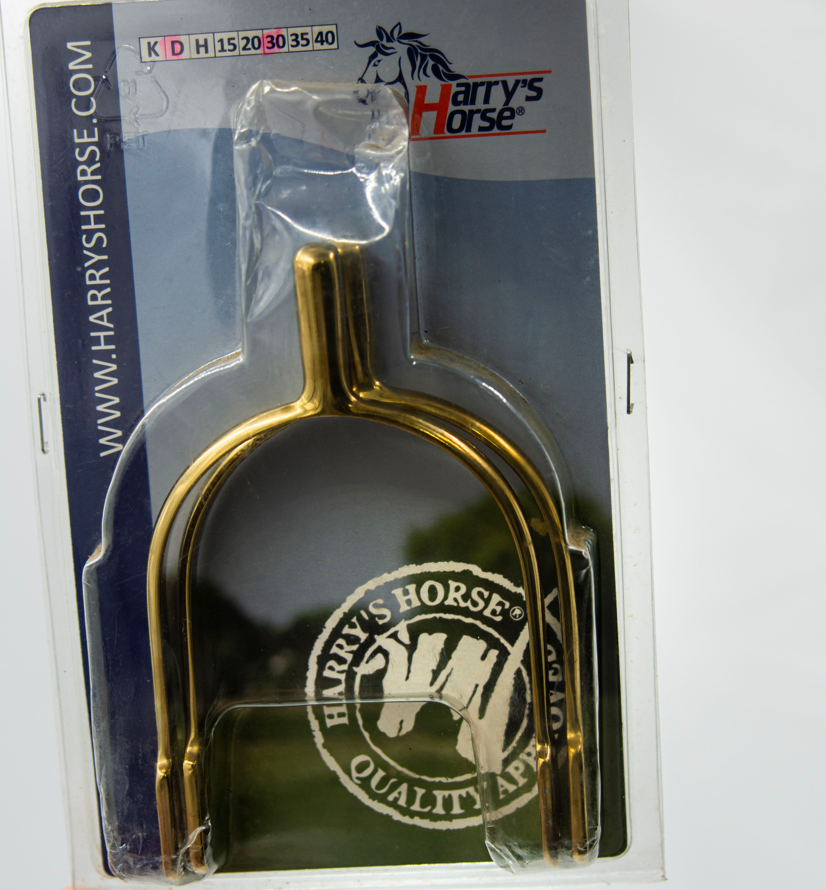 K D H 15 20 30 35 40
Harry's
Horse®
WWW.HARRYSHORSE.COM
HARRY'S HORSE®
QUALITY APPROVED